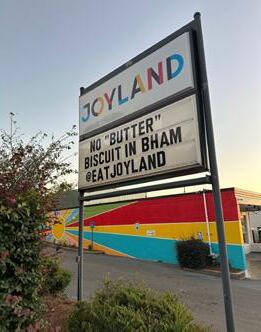 JOYLAND
NO "BUTTER"
BISCUIT IN BHAM
@EATJOYLAND